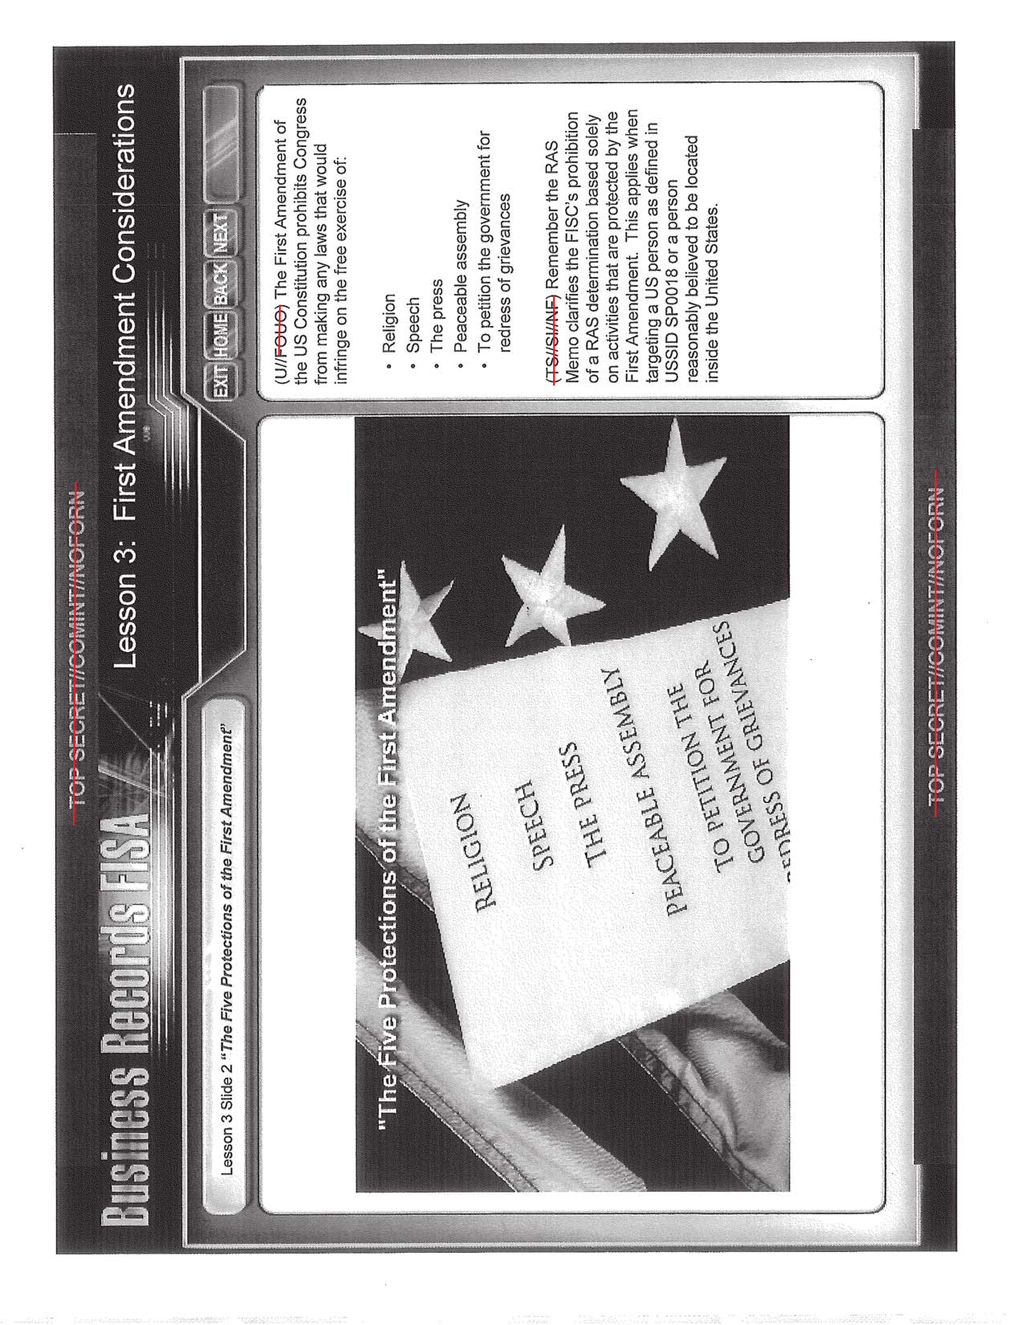 TOP SECRET//COMINT//NOFORN
Business Records FISA
Lesson 3: First Amendment Considerations
Lesson 3 Slide 2 "The Five Protections of the First Amendment"
EXIT HOME BACK NEXT
"The Five Protections of the First Amendment"
RELIGION
SPEECH
THE PRESS
PEACEABLE ASSEMBLY
TO PETITION THE
GOVERNMENT FOR
REDRESS OF GRIEVANCES
(U//FOUO) The First Amendment of
the US Constitution prohibits Congress
from making any laws that would
infringe on the free exercise of:
• Religion
• Speech
• The press
• Peaceable assembly
• To petition the government for
redress of grievances
(TS//SI//NF) Remember the RAS
Memo clarifies the FISC's prohibition
of a RAS determination based solely
on activities that are protected by the
First Amendment. This applies when
targeting a US person as defined in
USSID SP0018 or a person
reasonably believed to be located
inside the United States.
TOP SECRET//COMINT//NOFORN